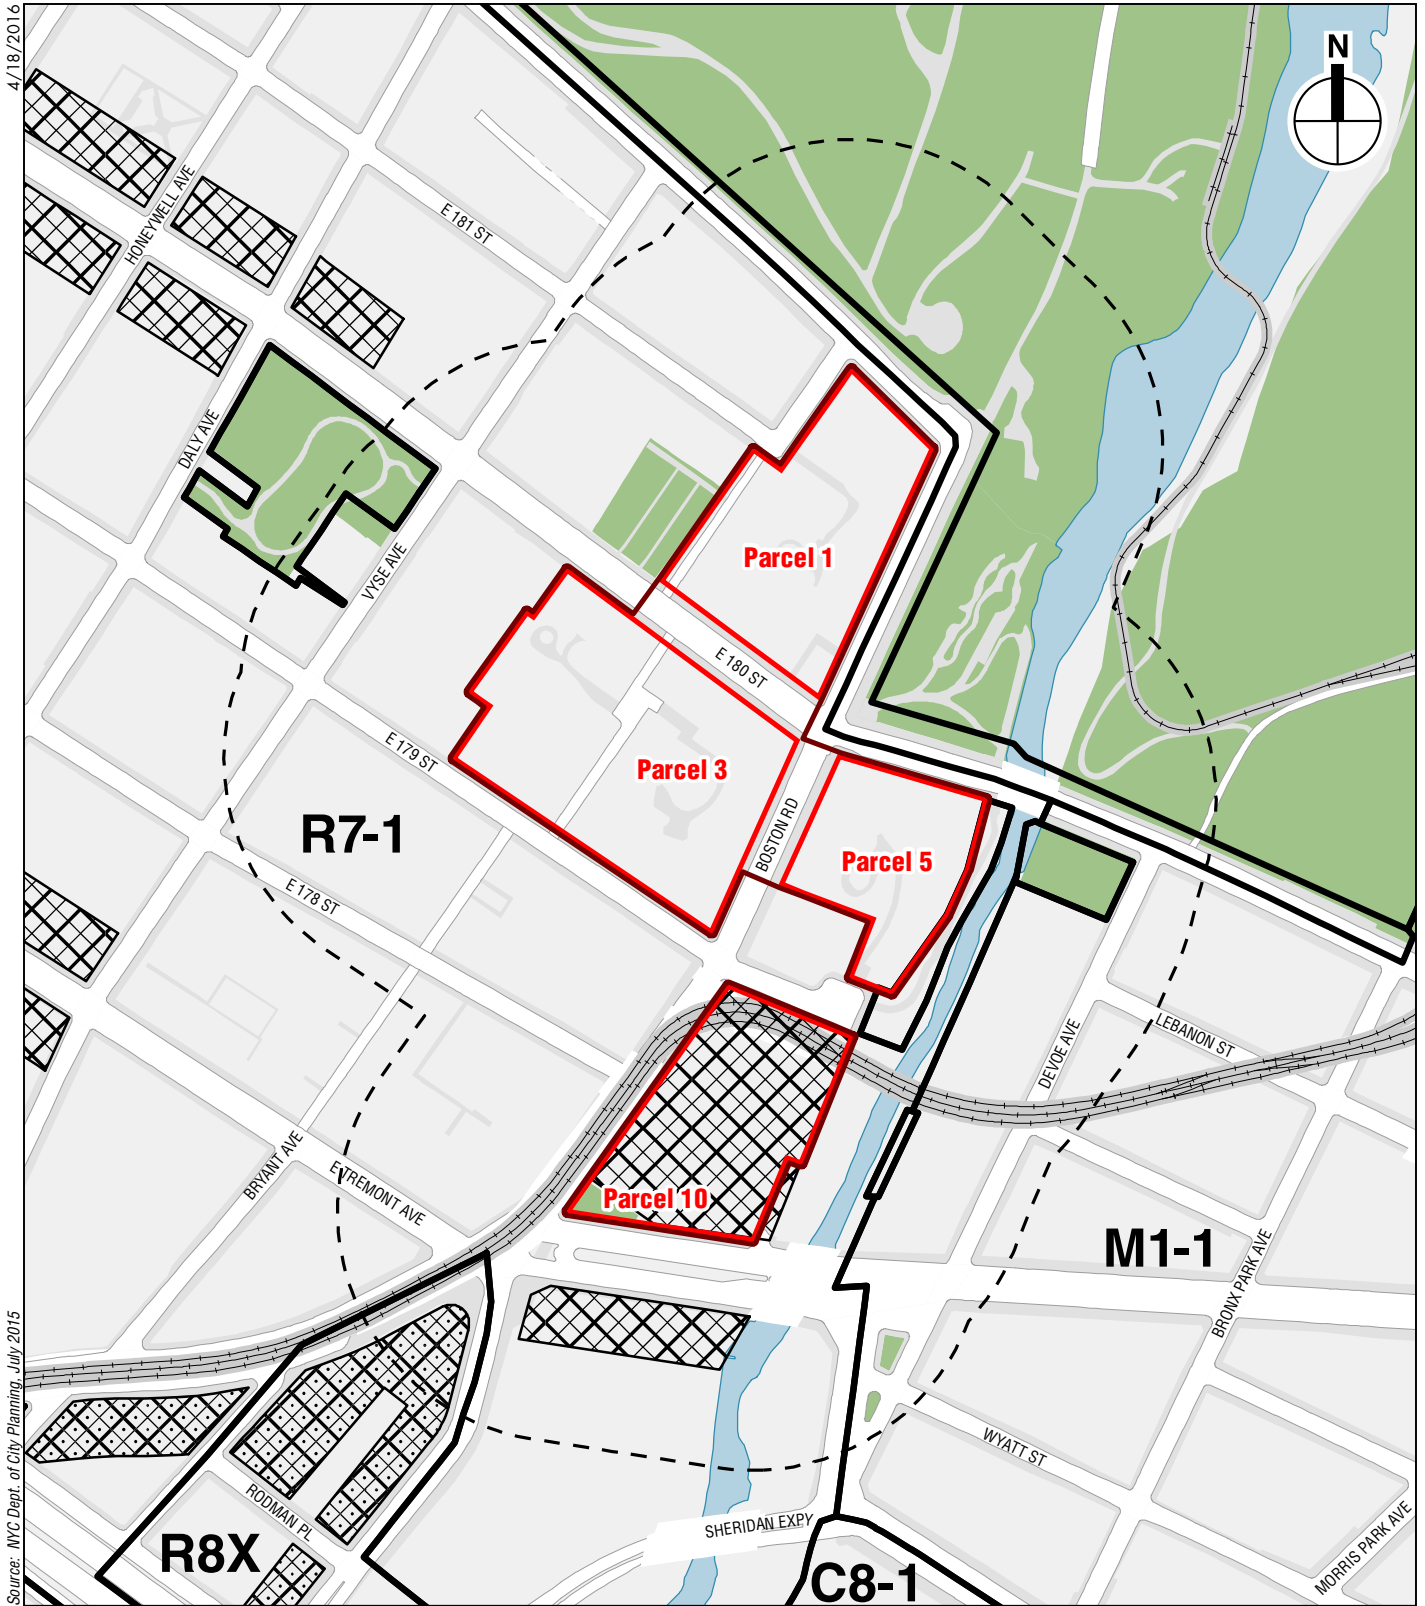 4/18/2016
N
HONEYWELL AVE
E 181 ST
DALY AVE
VYSE AVE
Parcel 1
E 180 ST
E 179 ST
Parcel 3
BOSTON RD
R7-1
Parcel 5
E 178 ST
LEBANON ST
DEVOE AVE
BRYANT AVE
E TREMONT AVE
Parcel 10
M1-1
BRONX PARK AVE
WYATT ST
RODMAN PL
SHERIDAN EXPY
R8X
C8-1
MORRIS PARK AVE
Source: NYC Dept. of City Planning, July 2015